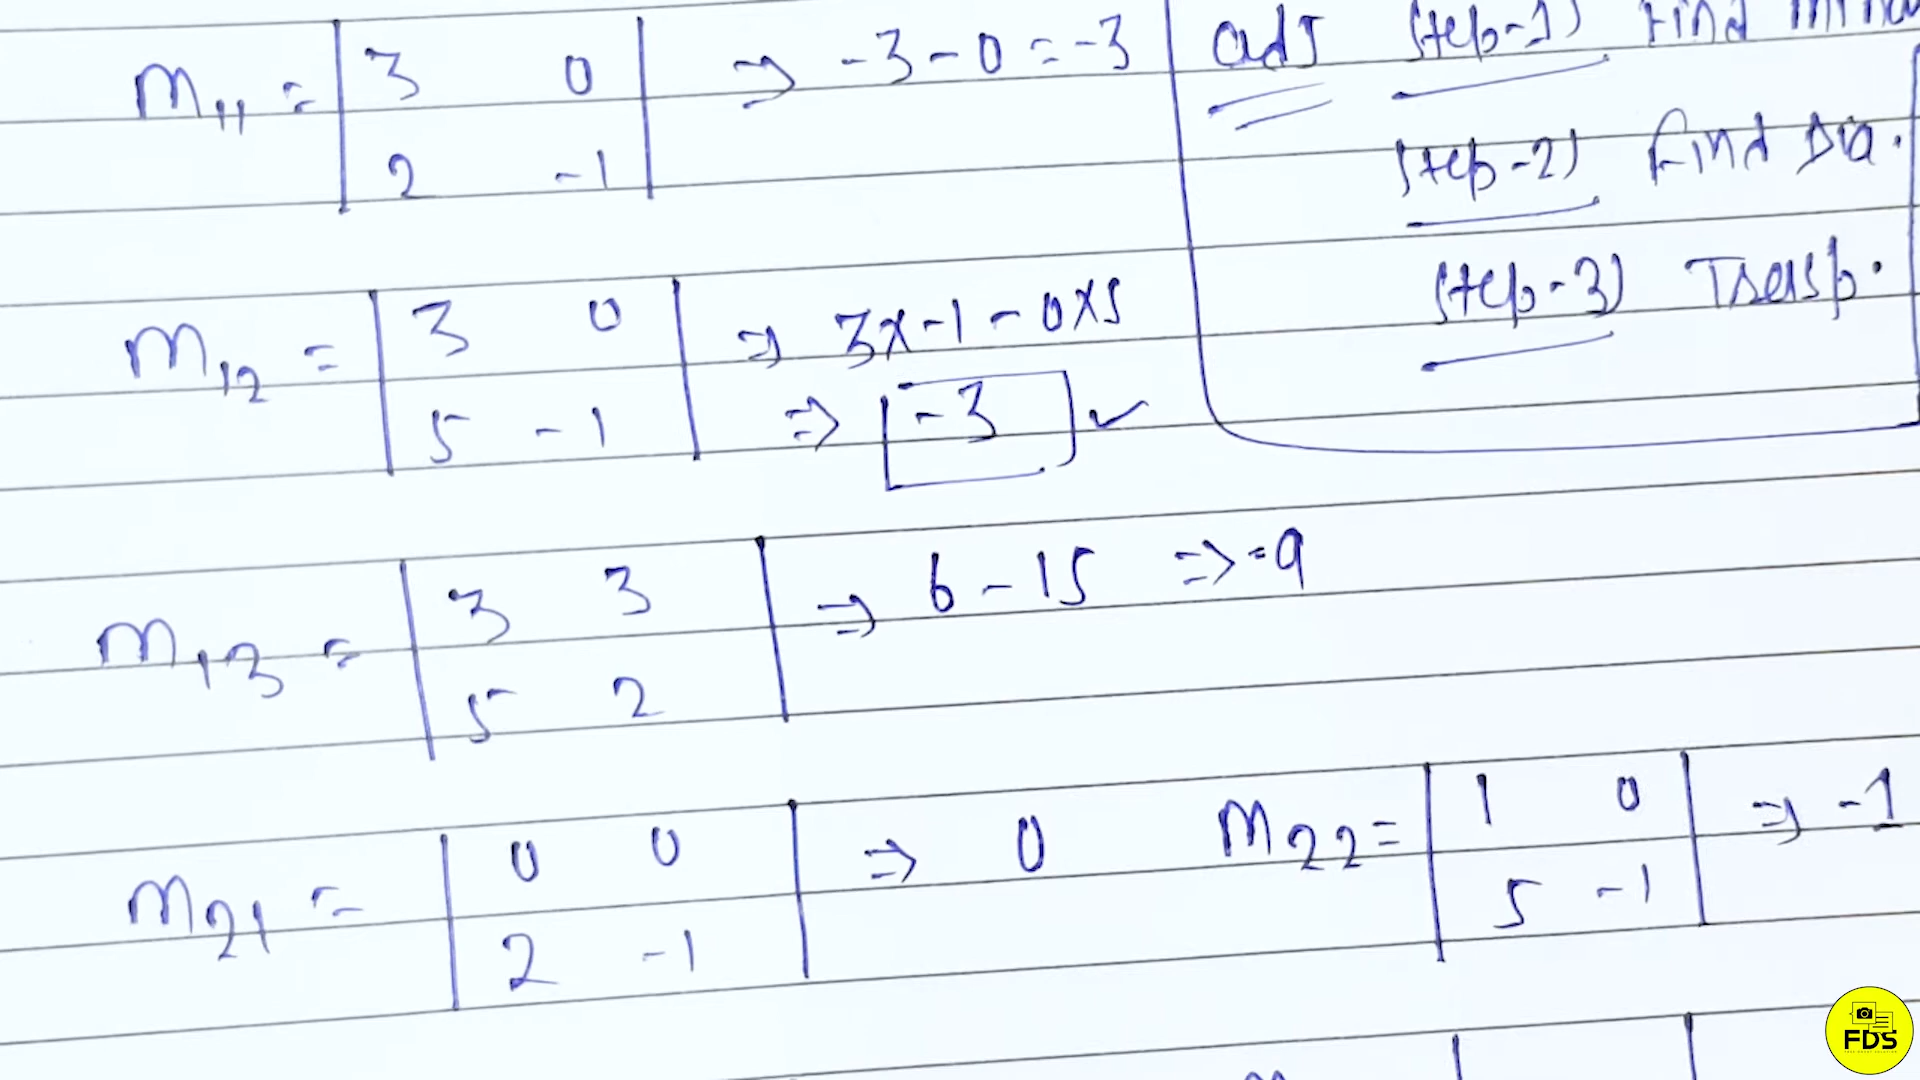 M₁₁ = | 3 0 | ⇒ -3 - 0 = -3
| 2 -1 |
adj Step-1) Find
Step-2) Find
Step-3)
M₁₂ = | 3 0 | ⇒ 3x-1 - 0x5
| 5 -1 | ⇒ -3 ✓
M₁₃ = | 3 3 | ⇒ 6 - 15 ⇒ -9
| 5 2 |
M₂₁ = | 0 0 | ⇒ 0
| 2 -1 |
M₂₂ = | 1 0 | ⇒ -1
| 5 -1 |
FDS